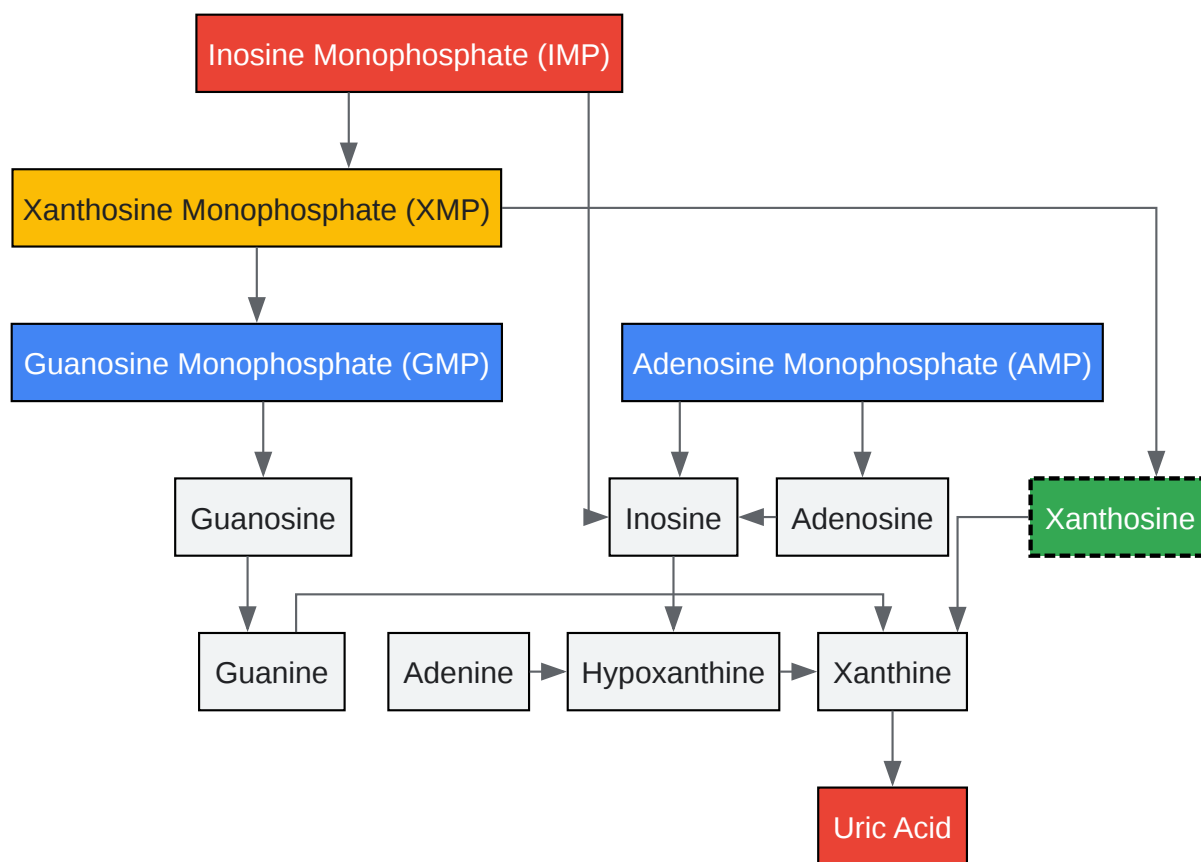 Inosine Monophosphate (IMP)
Xanthosine Monophosphate (XMP)
Guanosine Monophosphate (GMP)
Adenosine Monophosphate (AMP)
Guanosine
Inosine
Adenosine
Xanthosine
Guanine
Adenine
Hypoxanthine
Xanthine
Uric Acid